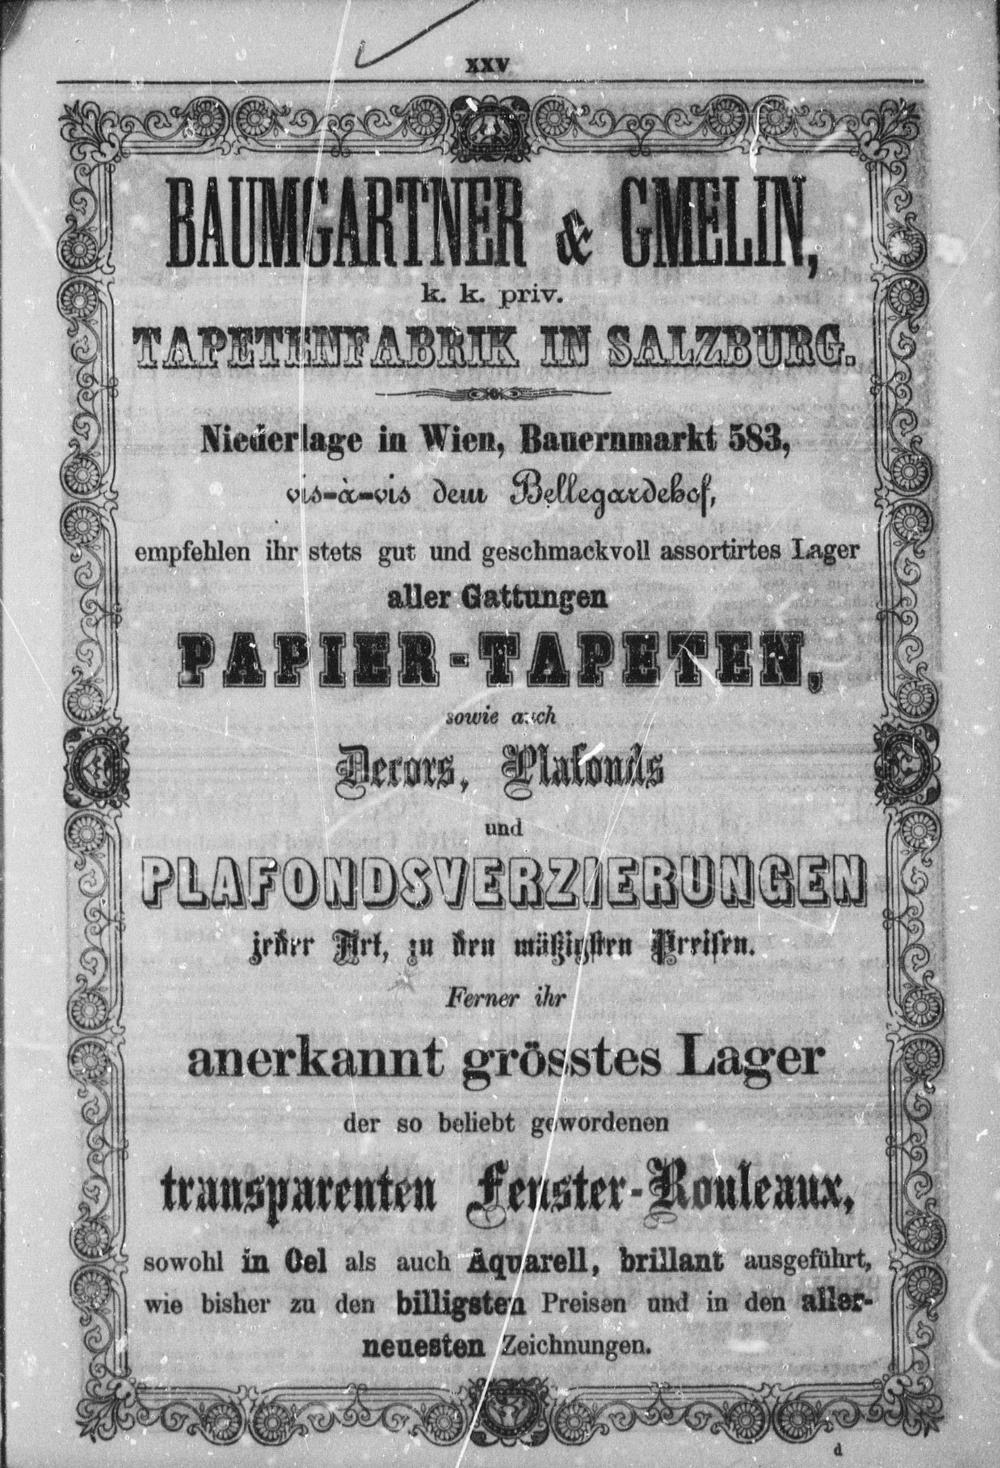 XXV
BAUMGARTNER & GMELIN,
k. k. priv.
TAPETENFABRIK IN SALZBURG.
Niederlage in Wien, Bauernmarkt 583,
vis-à-vis dem Bellegardehof,
empfehlen ihr stets gut und geschmackvoll assortirtes Lager
aller Gattungen
PAPIER-TAPETEN,
sowie auch
Decors, Plafonds
und
PLAFONDSVERZIERUNGEN
jeder Art, zu den mäßigsten Preisen.
Ferner ihr
anerkannt grösstes Lager
der so beliebt gewordenen
transparenten Fenster-Rouleaux,
sowohl in Oel als auch Aquarell, brillant ausgeführt,
wie bisher zu den billigsten Preisen und in den aller-
neuesten Zeichnungen.
d